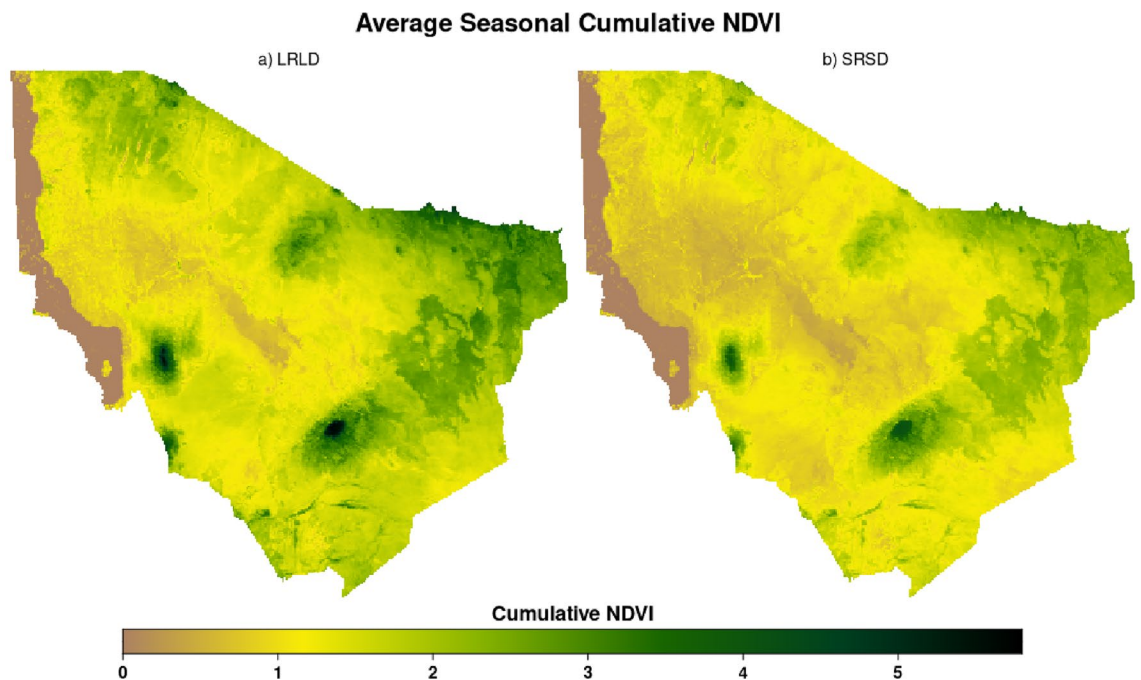 Average Seasonal Cumulative NDVI
a) LRLD
b) SRSD
Cumulative NDVI
0 1 2 3 4 5